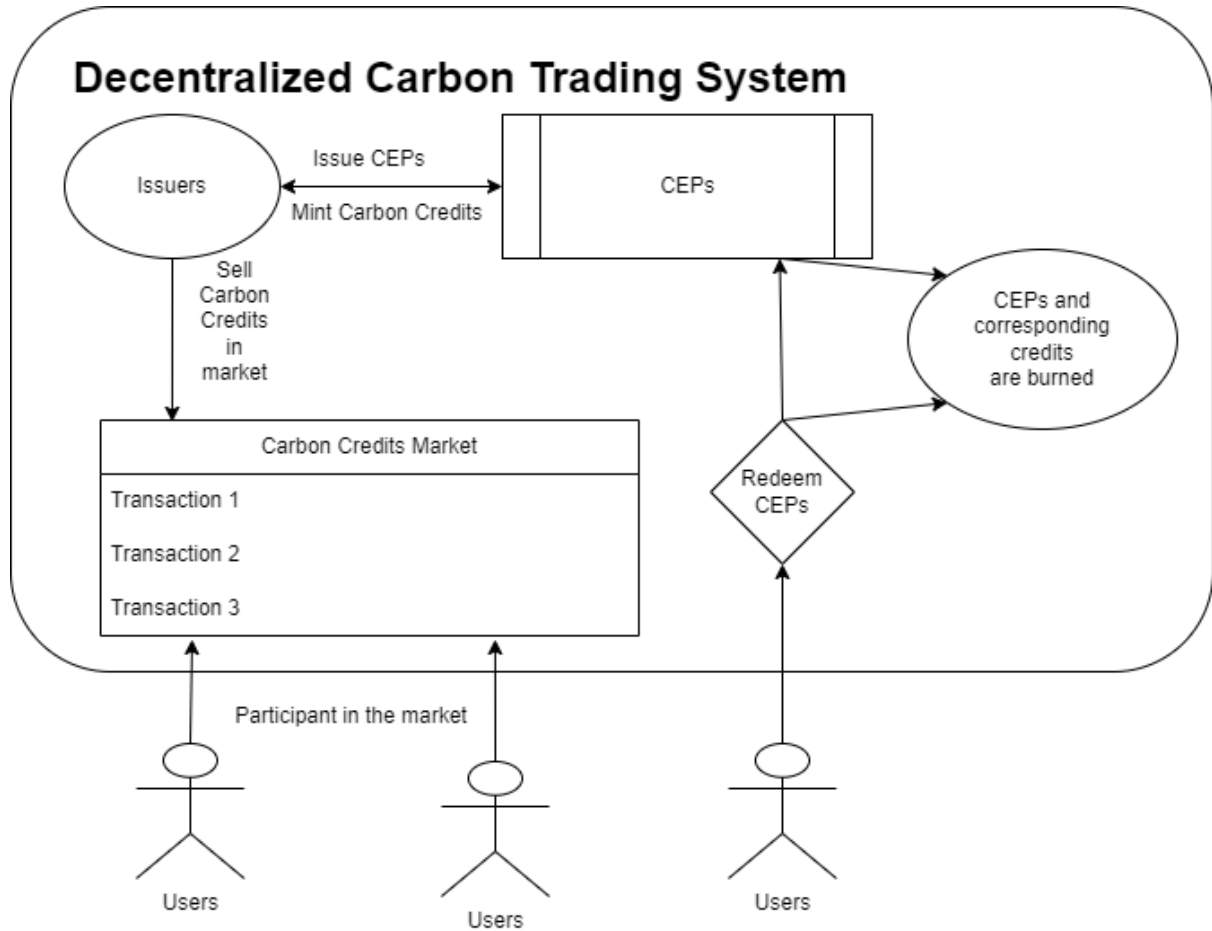 Decentralized Carbon Trading System
Issuers
Issue CEPs
Mint Carbon Credits
CEPs
Sell
Carbon
Credits
in
market
CEPs and
corresponding
credits
are burned
Carbon Credits Market
Transaction 1
Transaction 2
Transaction 3
Redeem
CEPs
Participant in the market
Users
Users
Users